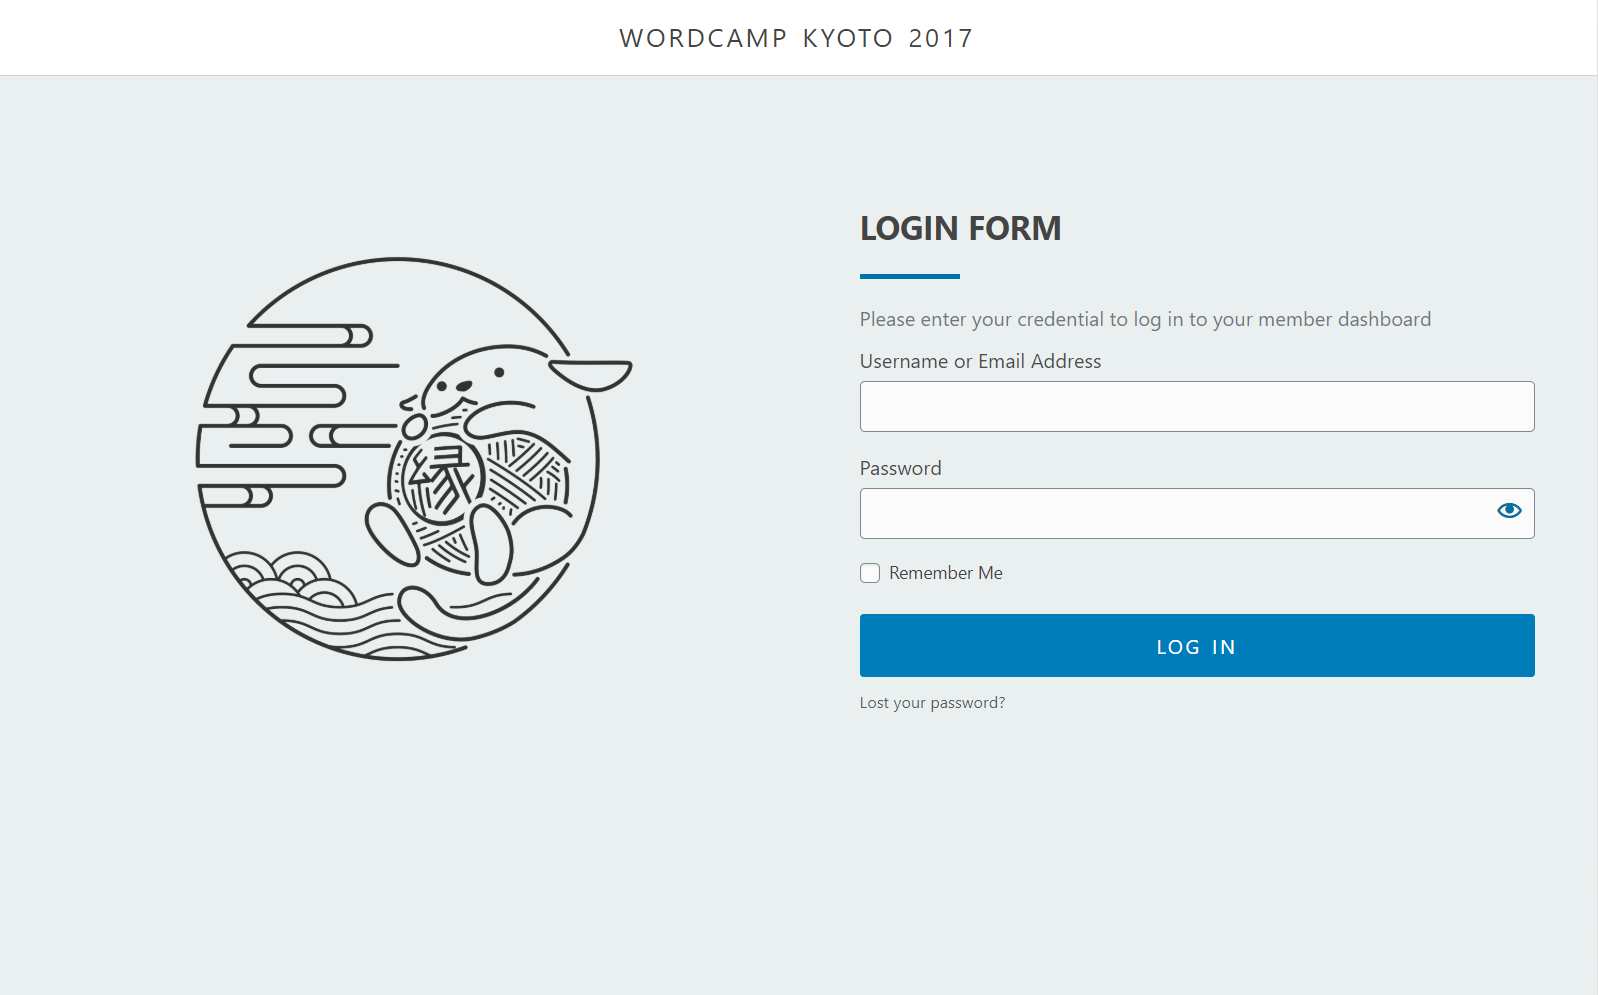 WORDCAMP KYOTO 2017
縁
LOGIN FORM
Please enter your credential to log in to your member dashboard
Username or Email Address
Password
Remember Me
LOG IN
Lost your password?